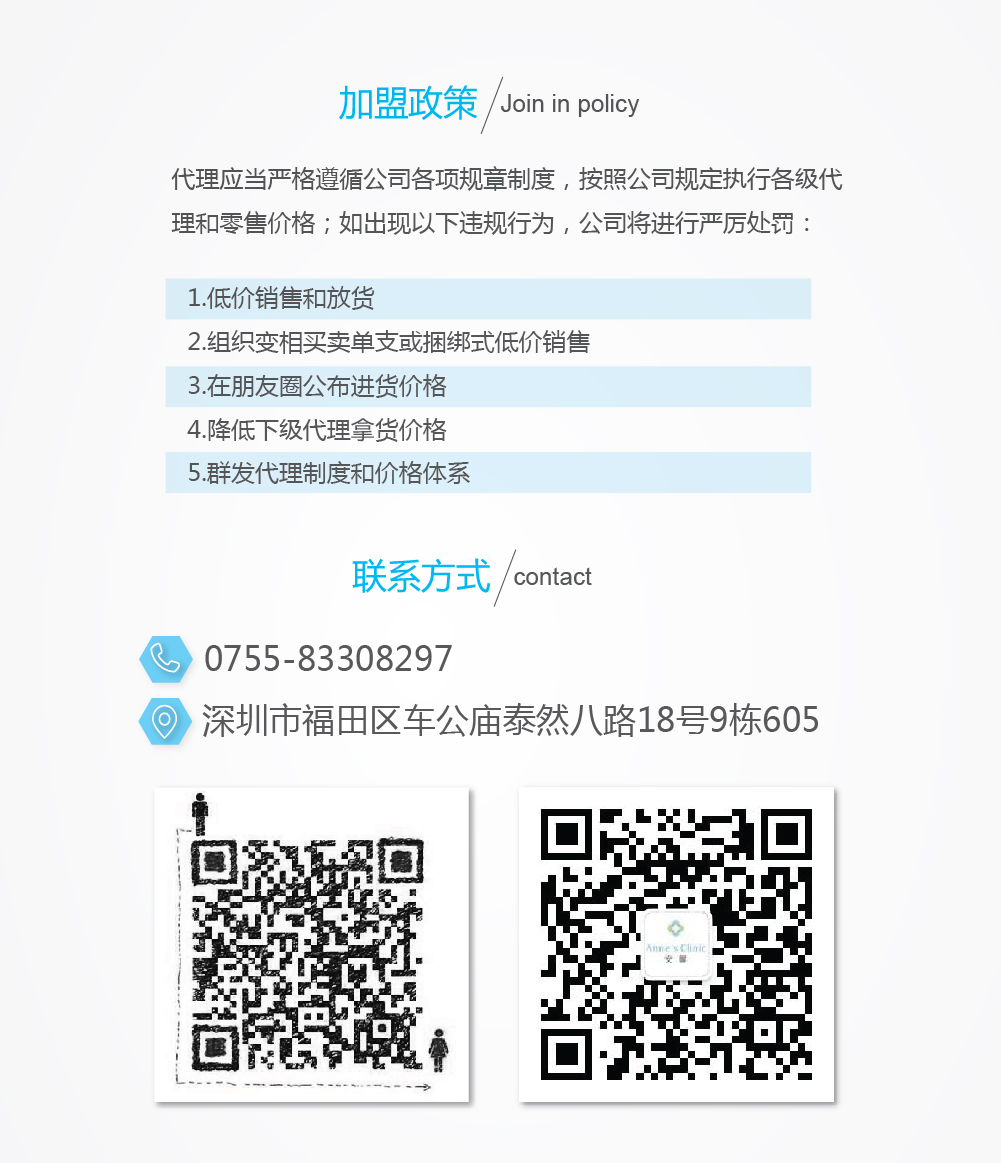 加盟政策 Join in policy
代理应当严格遵循公司各项规章制度，按照公司规定执行各级代
理和零售价格；如出现以下违规行为，公司将进行严厉处罚：
1.低价销售和放货
2.组织变相买卖单支或捆绑式低价销售
3.在朋友圈公布进货价格
4.降低下级代理拿货价格
5.群发代理制度和价格体系
联系方式 contact
0755-83308297
深圳市福田区车公庙泰然八路18号9栋605
Anne's Clinic
安馨